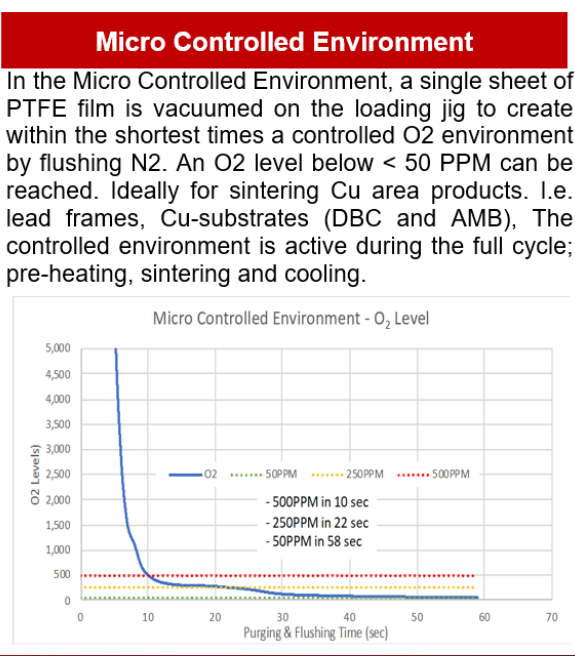 Micro Controlled Environment
In the Micro Controlled Environment, a single sheet of
PTFE film is vacuumed on the loading jig to create
within the shortest times a controlled O2 environment
by flushing N2. An O2 level below < 50 PPM can be
reached. Ideally for sintering Cu area products. I.e.
lead frames, Cu-substrates (DBC and AMB), The
controlled environment is active during the full cycle;
pre-heating, sintering and cooling.
Micro Controlled Environment - O₂ Level
5,000
4,500
4,000
3,500
3,000
2,500
2,000
1,500
1,000
500
0
O2 Levels)
O2 50PPM 250PPM 500PPM
- 500PPM in 10 sec
- 250PPM in 22 sec
- 50PPM in 58 sec
0 10 20 30 40 50 60 70
Purging & Flushing Time (sec)